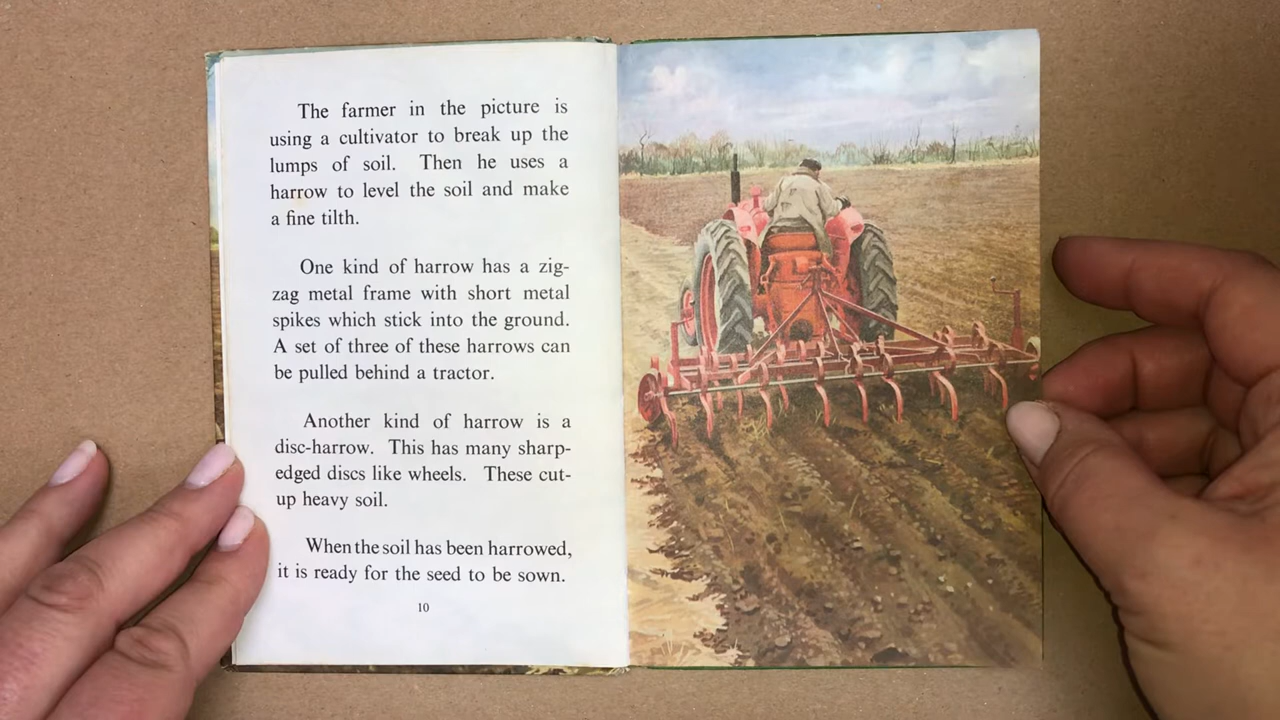 The farmer in the picture is
using a cultivator to break up the
lumps of soil. Then he uses a
harrow to level the soil and make
a fine tilth.
One kind of harrow has a zig-
zag metal frame with short metal
spikes which stick into the ground.
A set of three of these harrows can
be pulled behind a tractor.
Another kind of harrow is a
disc-harrow. This has many sharp-
edged discs like wheels. These cut-
up heavy soil.
When the soil has been harrowed,
it is ready for the seed to be sown.
10